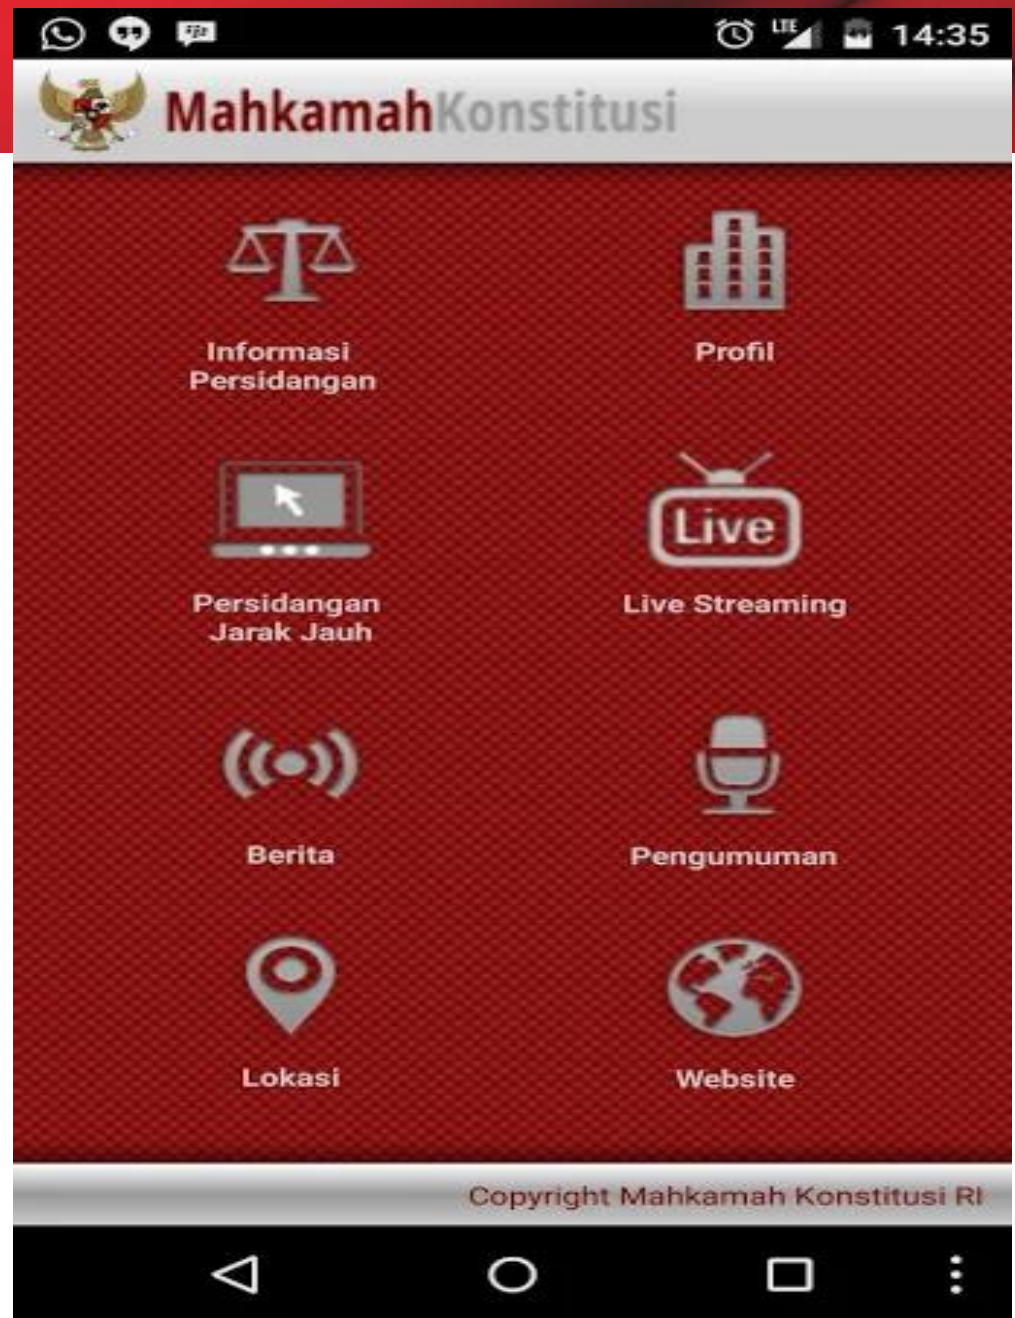 LTE 14:35
MahkamahKonstitusi
Informasi
Persidangan
Profil
Persidangan
Jarak Jauh
Live
Live Streaming
Berita
Pengumuman
Lokasi
Website
Copyright Mahkamah Konstitusi RI